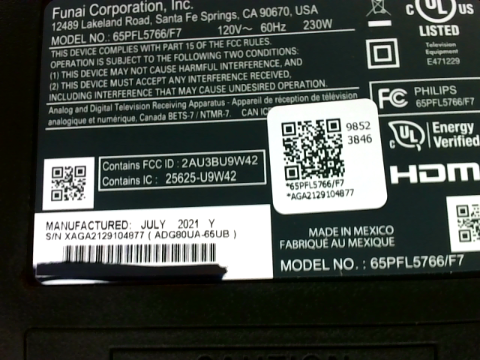 Funai Corporation, Inc.
12489 Lakeland Road, Santa Fe Springs, CA 90670, USA
MODEL NO.: 65PFL5766/F7 120V~ 60Hz 230W
THIS DEVICE COMPLIES WITH PART 15 OF THE FCC RULES.
OPERATION IS SUBJECT TO THE FOLLOWING TWO CONDITIONS:
(1) THIS DEVICE MAY NOT CAUSE HARMFUL INTERFERENCE, AND
(2) THIS DEVICE MUST ACCEPT ANY INTERFERENCE RECEIVED,
INCLUDING INTERFERENCE THAT MAY CAUSE UNDESIRED OPERATION.
Analog and Digital Television Receiving Apparatus - Appareil de réception de télévision
analogique et numérique, Canada BETS-7 / NTMR-7. CAN
c UL US
LISTED
Television
Equipment
E471229
FC PHILIPS
65PFL5766/F7
UL Energy
Verified
HDMI
9852
3846
*65PFL5766/F7
*AGA2129104877
Contains FCC ID : 2AU3BU9W42
Contains IC : 25625-U9W42
MANUFACTURED: JULY 2021 Y
S/N XAGA2129104877 ( ADG80UA-65UB )
MADE IN MEXICO
FABRIQUÉ AU MEXIQUE
MODEL NO. : 65PFL5766/F7